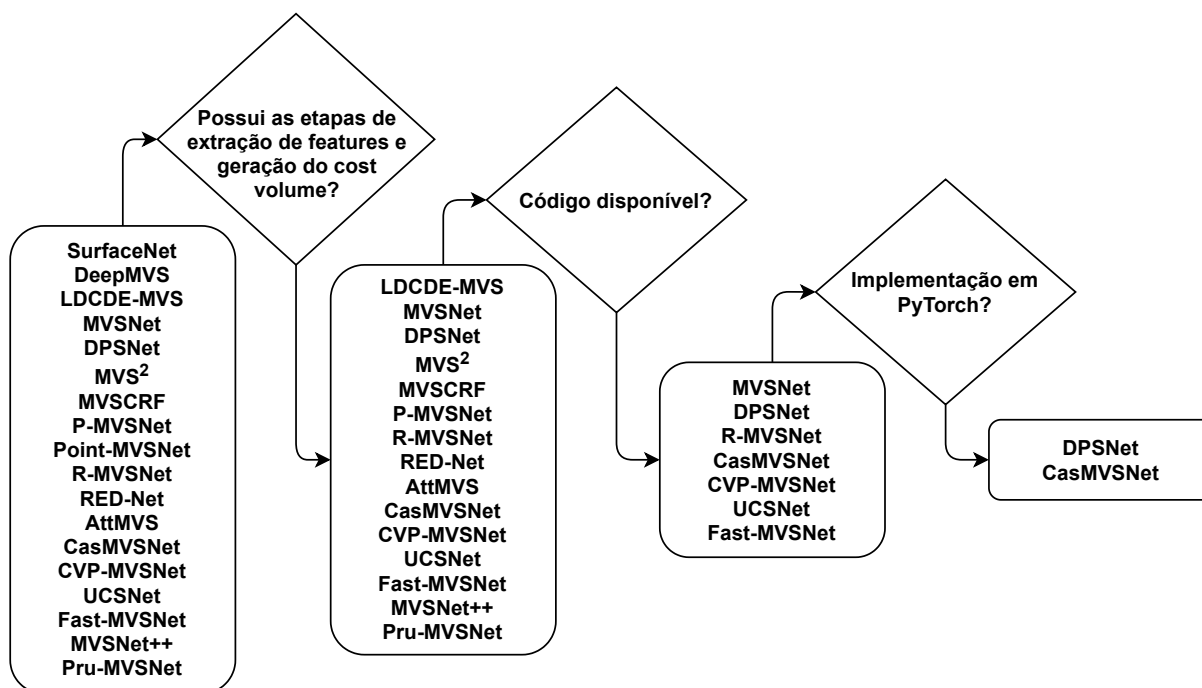 Possui as etapas de
extração de features e
geração do cost
volume?
SurfaceNet
DeepMVS
LDCDE-MVS
MVSNet
DPSNet
MVS²
MVSCRF
P-MVSNet
Point-MVSNet
R-MVSNet
RED-Net
AttMVS
CasMVSNet
CVP-MVSNet
UCSNet
Fast-MVSNet
MVSNet++
Pru-MVSNet
Código disponível?
LDCDE-MVS
MVSNet
DPSNet
MVS²
MVSCRF
P-MVSNet
R-MVSNet
RED-Net
AttMVS
CasMVSNet
CVP-MVSNet
UCSNet
Fast-MVSNet
MVSNet++
Pru-MVSNet
Implementação em
PyTorch?
MVSNet
DPSNet
R-MVSNet
CasMVSNet
CVP-MVSNet
UCSNet
Fast-MVSNet
DPSNet
CasMVSNet